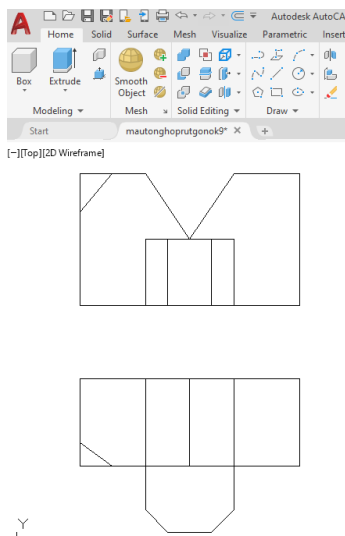 Autodesk AutoCA
A
Home Solid Surface Mesh Visualize Parametric Insert
Box Extrude Smooth Object
Modeling Mesh Solid Editing Draw
Start mautonghoprutgonok9*
[−][Top][2D Wireframe]
Y